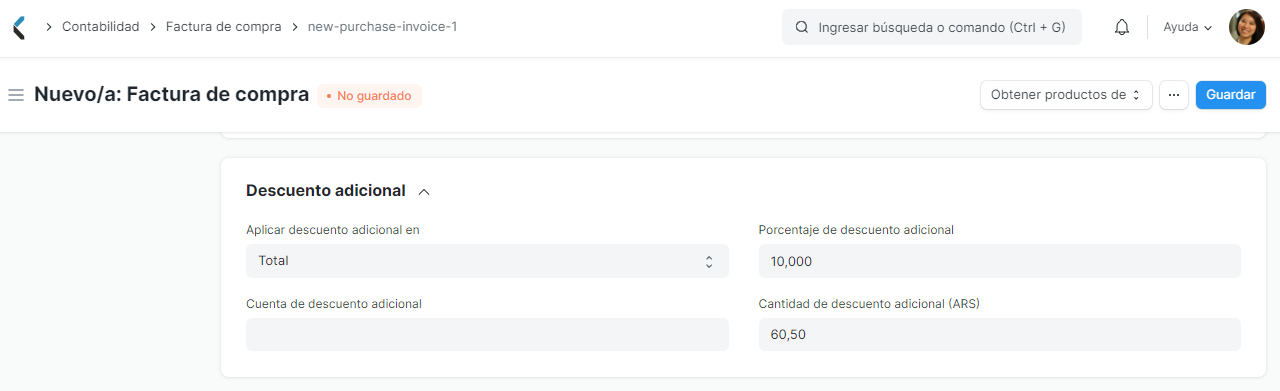 Contabilidad
Factura de compra
new-purchase-invoice-1
Ingresar búsqueda o comando (Ctrl + G)
Ayuda
Nuevo/a: Factura de compra
• No guardado
Obtener productos de
...
Guardar
Descuento adicional
Aplicar descuento adicional en
Porcentaje de descuento adicional
Total
10,000
Cuenta de descuento adicional
Cantidad de descuento adicional (ARS)
60,50